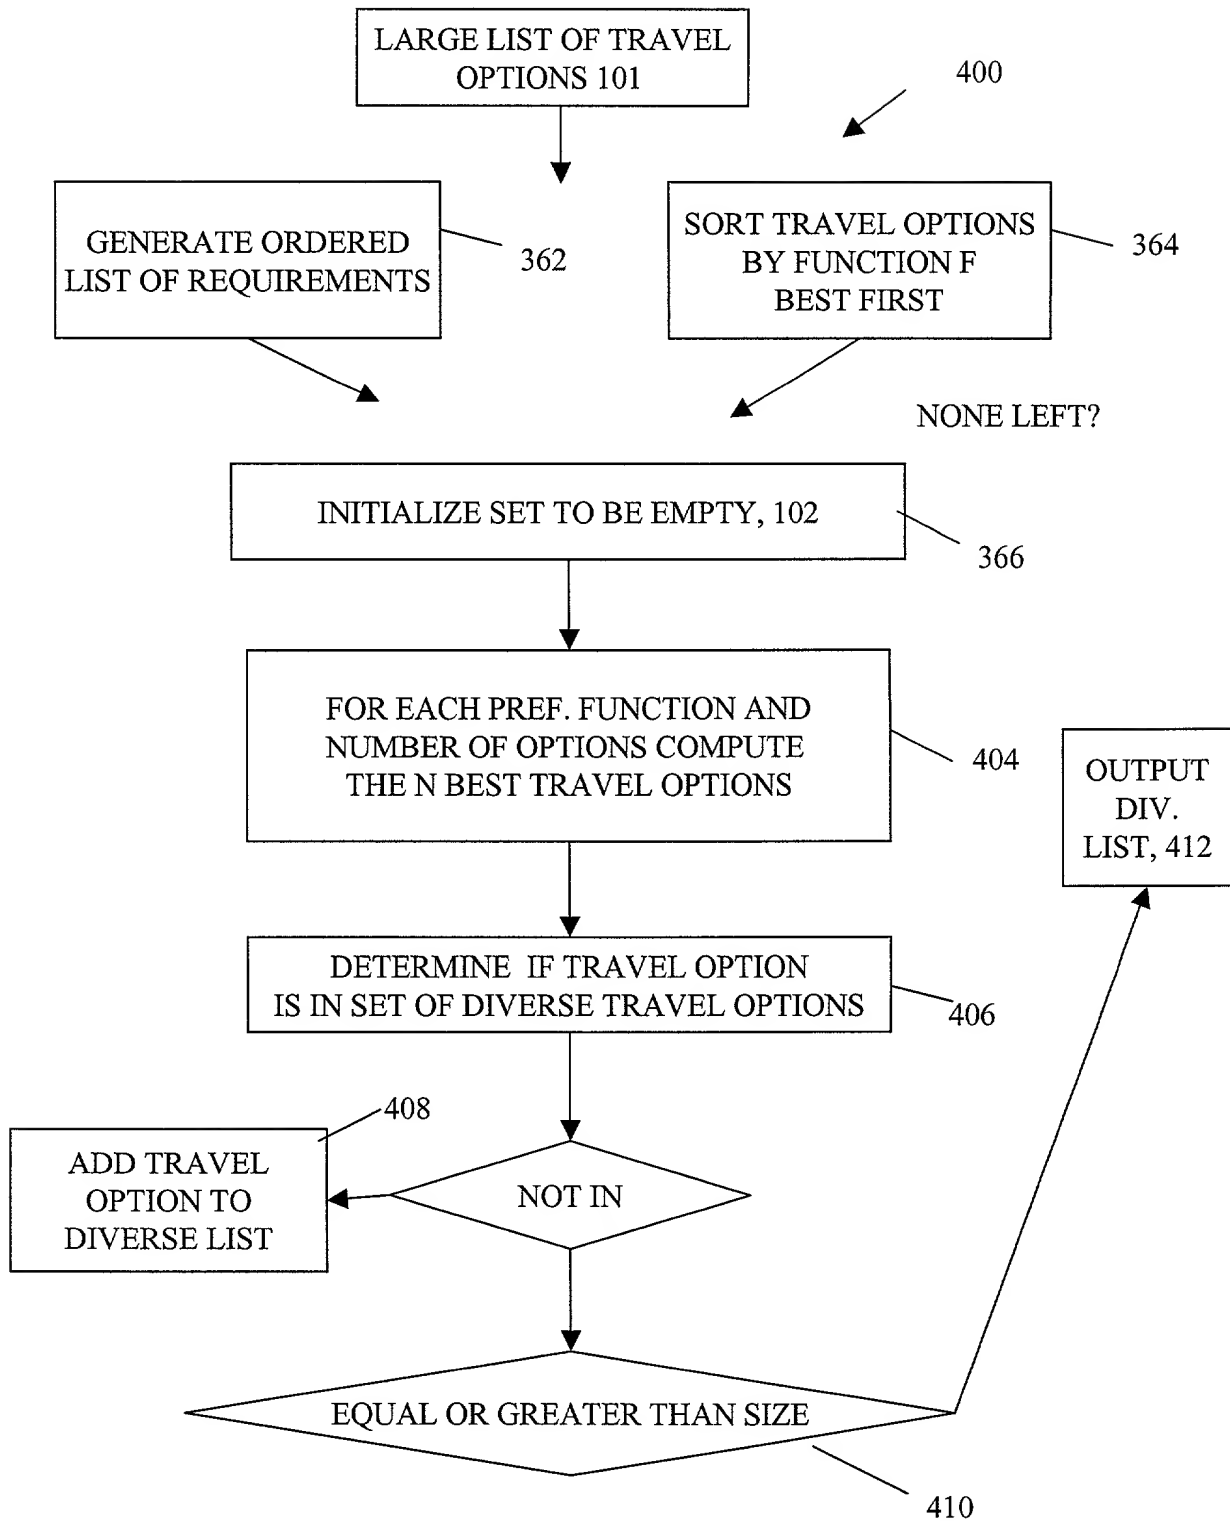 LARGE LIST OF TRAVEL
OPTIONS 101
400
GENERATE ORDERED
LIST OF REQUIREMENTS
362
SORT TRAVEL OPTIONS
BY FUNCTION F
BEST FIRST
364
NONE LEFT?
INITIALIZE SET TO BE EMPTY, 102
366
FOR EACH PREF. FUNCTION AND
NUMBER OF OPTIONS COMPUTE
THE N BEST TRAVEL OPTIONS
404
OUTPUT
DIV.
LIST, 412
DETERMINE IF TRAVEL OPTION
IS IN SET OF DIVERSE TRAVEL OPTIONS
406
408
ADD TRAVEL
OPTION TO
DIVERSE LIST
NOT IN
EQUAL OR GREATER THAN SIZE
410